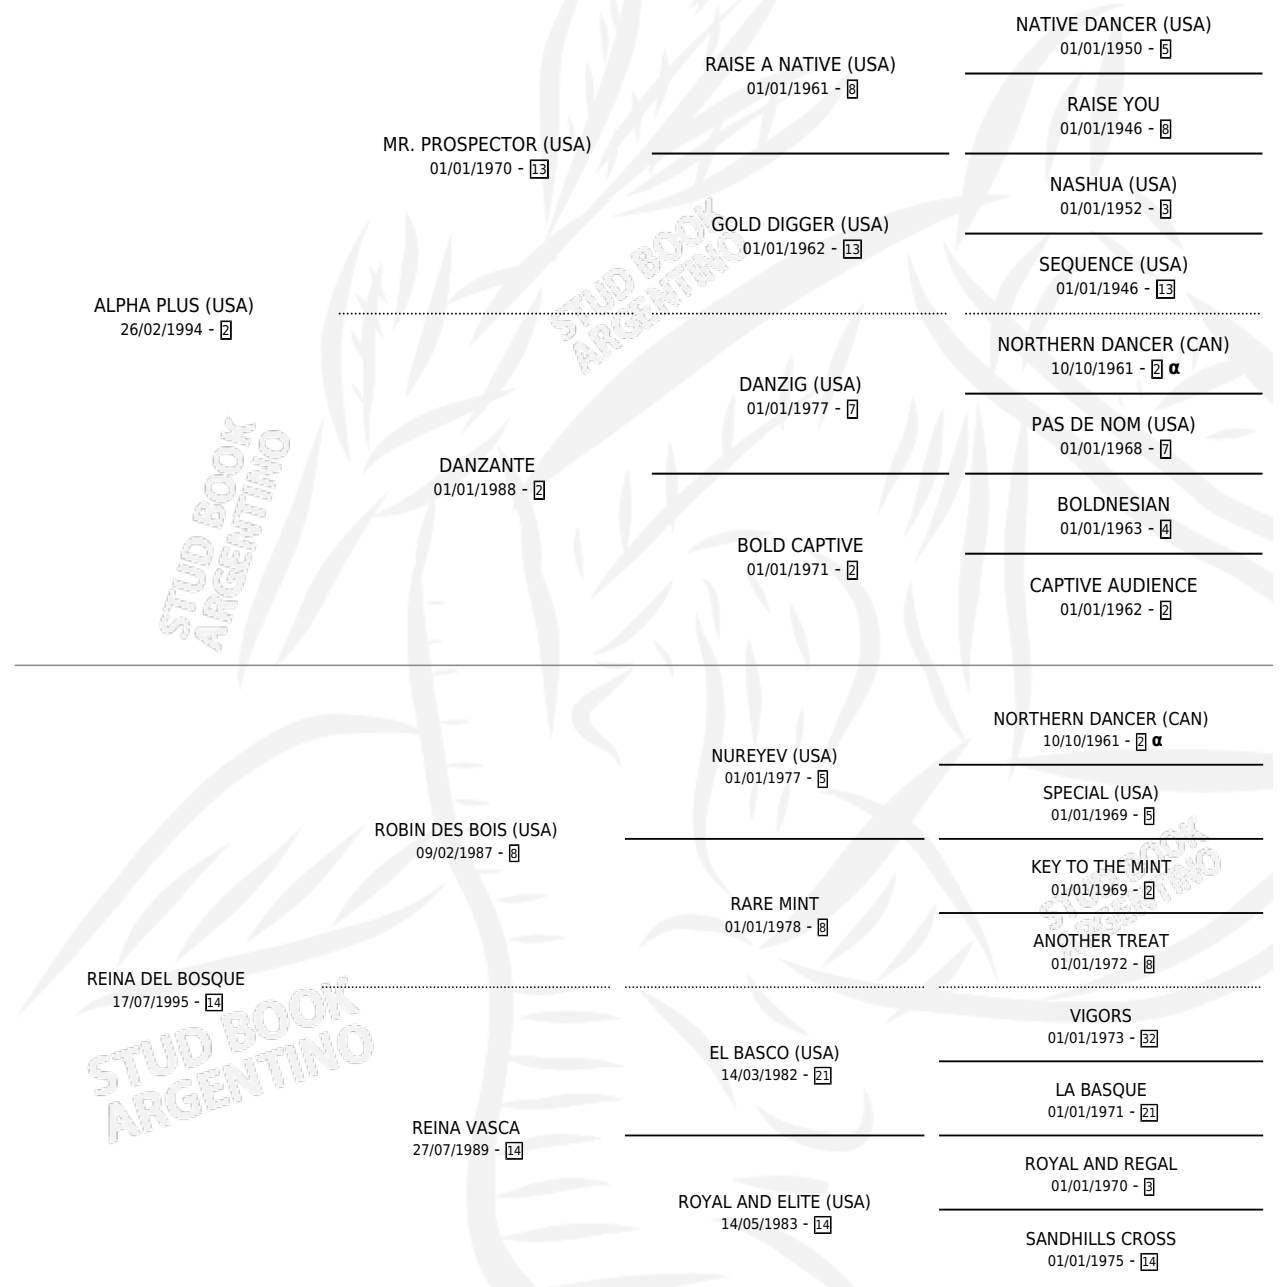 NATIVE DANCER (USA)
01/01/1950 - 5
RAISE A NATIVE (USA)
01/01/1961 - 8
RAISE YOU
01/01/1946 - 8
MR. PROSPECTOR (USA)
01/01/1970 - 13
NASHUA (USA)
01/01/1952 - 3
GOLD DIGGER (USA)
01/01/1962 - 13
SEQUENCE (USA)
01/01/1946 - 13
ALPHA PLUS (USA)
26/02/1994 - 2
NORTHERN DANCER (CAN)
10/10/1961 - 2 α
DANZIG (USA)
01/01/1977 - 7
PAS DE NOM (USA)
01/01/1968 - 7
DANZANTE
01/01/1988 - 2
BOLDNESIAN
01/01/1963 - 4
BOLD CAPTIVE
01/01/1971 - 2
CAPTIVE AUDIENCE
01/01/1962 - 2
NORTHERN DANCER (CAN)
10/10/1961 - 2 α
NUREYEV (USA)
01/01/1977 - 5
SPECIAL (USA)
01/01/1969 - 5
ROBIN DES BOIS (USA)
09/02/1987 - 8
KEY TO THE MINT
01/01/1969 - 2
RARE MINT
01/01/1978 - 8
ANOTHER TREAT
01/01/1972 - 8
REINA DEL BOSQUE
17/07/1995 - 14
VIGORS
01/01/1973 - 32
EL BASCO (USA)
14/03/1982 - 21
LA BASQUE
01/01/1971 - 21
REINA VASCA
27/07/1989 - 14
ROYAL AND REGAL
01/01/1970 - 3
ROYAL AND ELITE (USA)
14/05/1983 - 14
SANDHILLS CROSS
01/01/1975 - 14
STUD BOOK
ARGENTINO
STUD BOOK
ARGENTINO
STUD BOOK
ARGENTINO
STUD BOOK
ARGENTINO